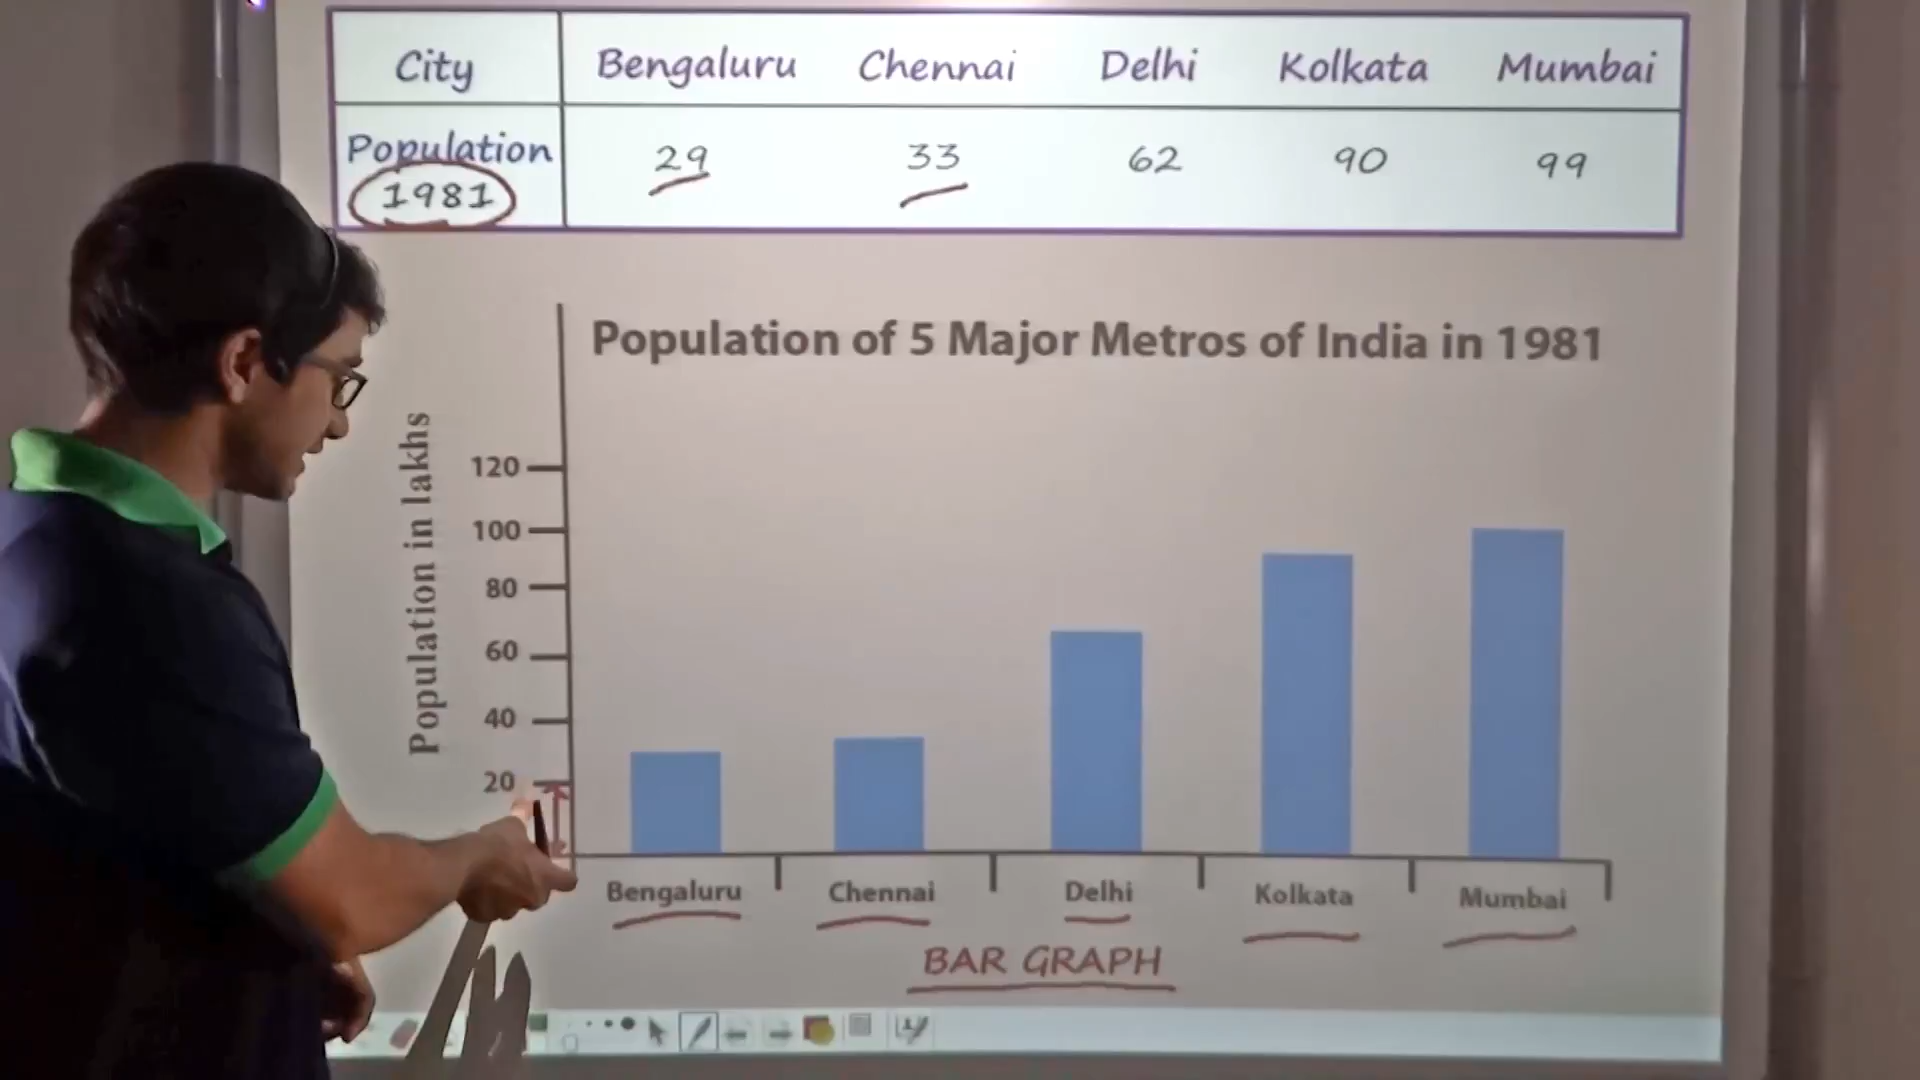 City Bengaluru Chennai Delhi Kolkata Mumbai
Population 1981 29 33 62 90 99
Population of 5 Major Metros of India in 1981
Population in lakhs
120
100
80
60
40
20
Bengaluru Chennai Delhi Kolkata Mumbai
BAR GRAPH